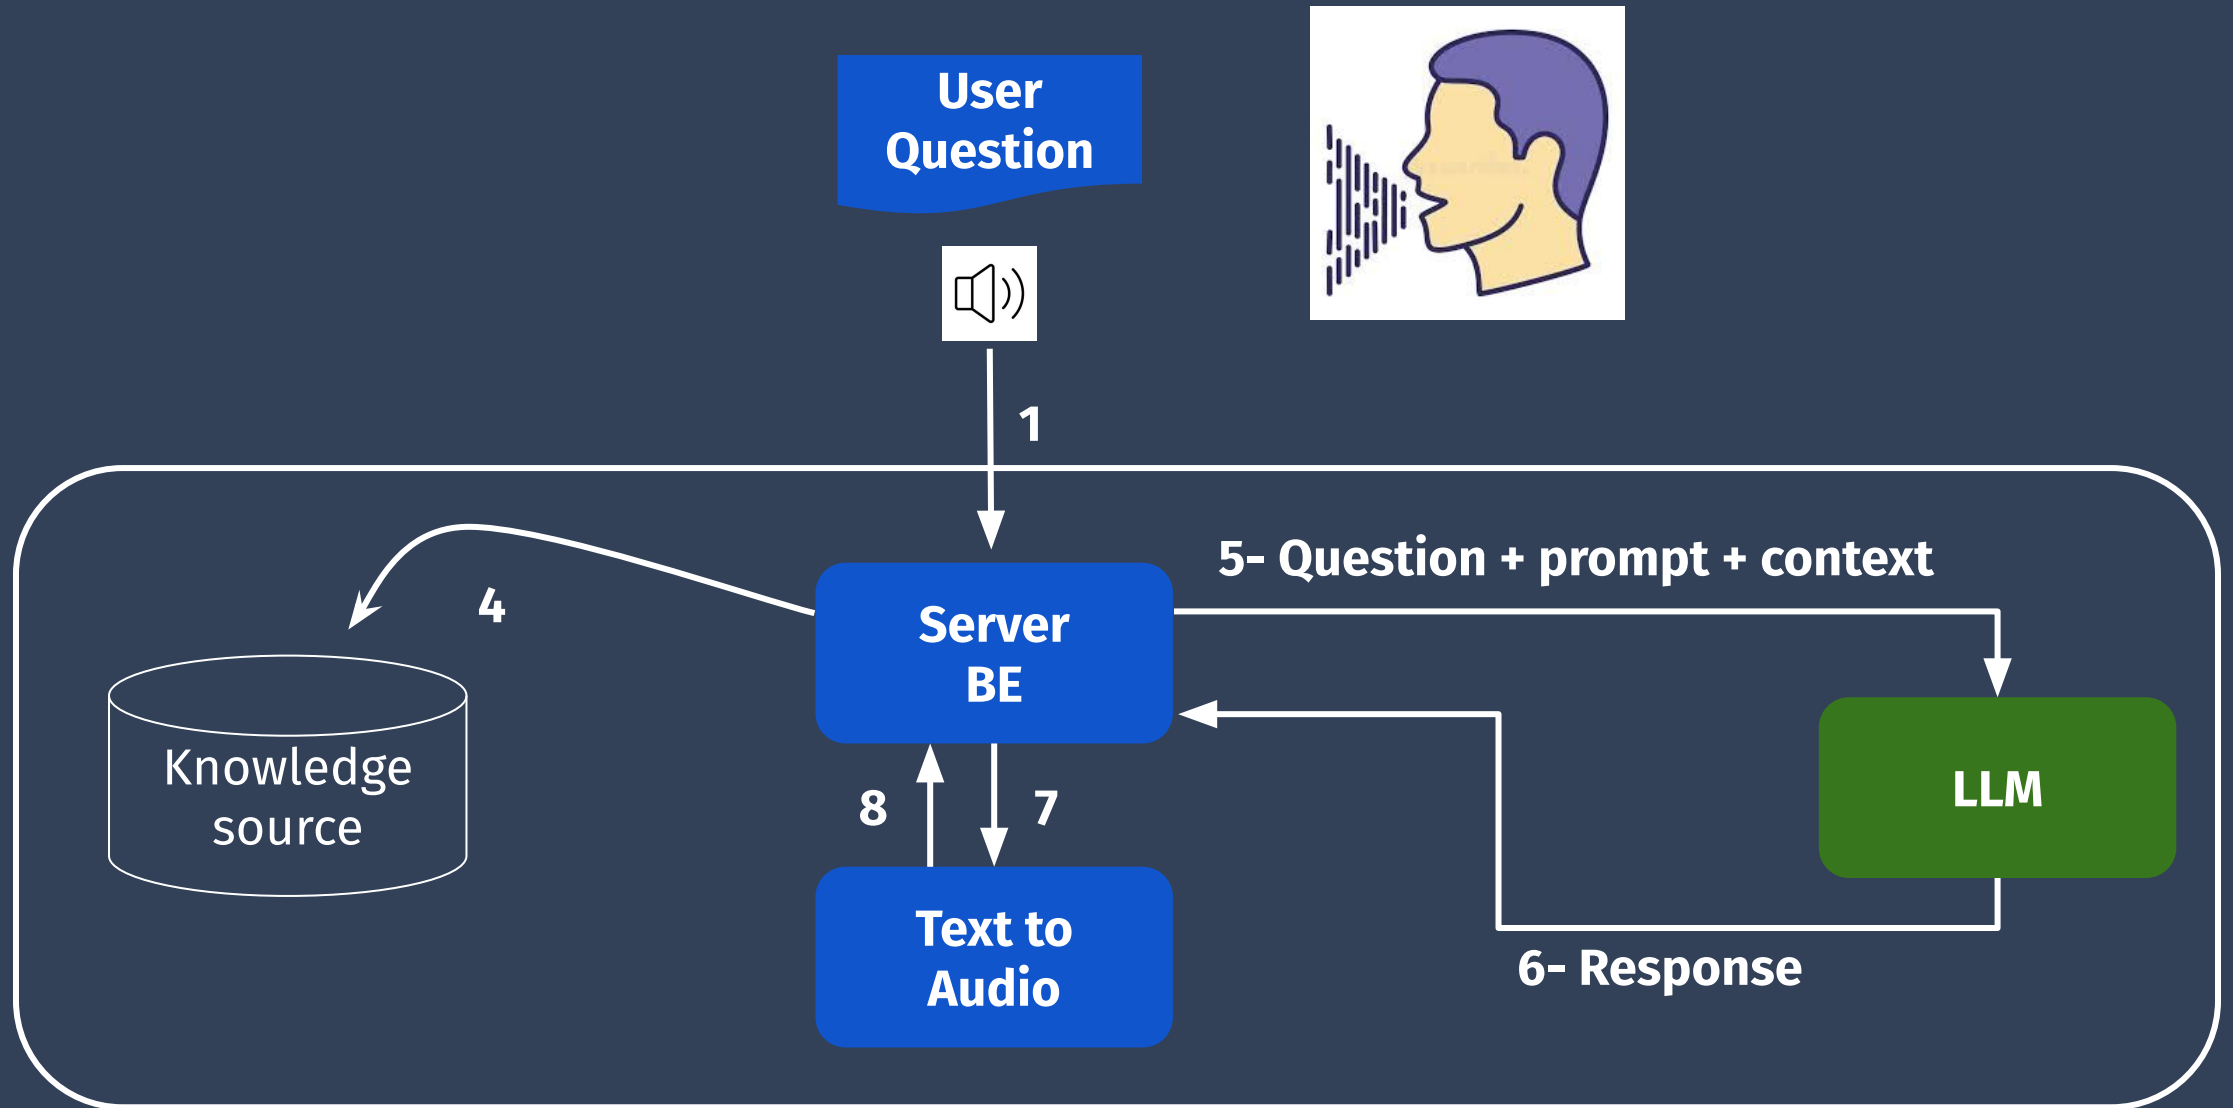 User
Question
1
5- Question + prompt + context
4
Server
BE
Knowledge
source
8
7
LLM
Text to
Audio
6- Response